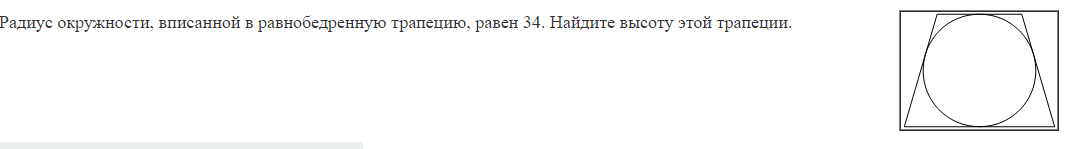 Радиус окружности, вписанной в равнобедренную трапецию, равен 34. Найдите высоту этой трапеции.